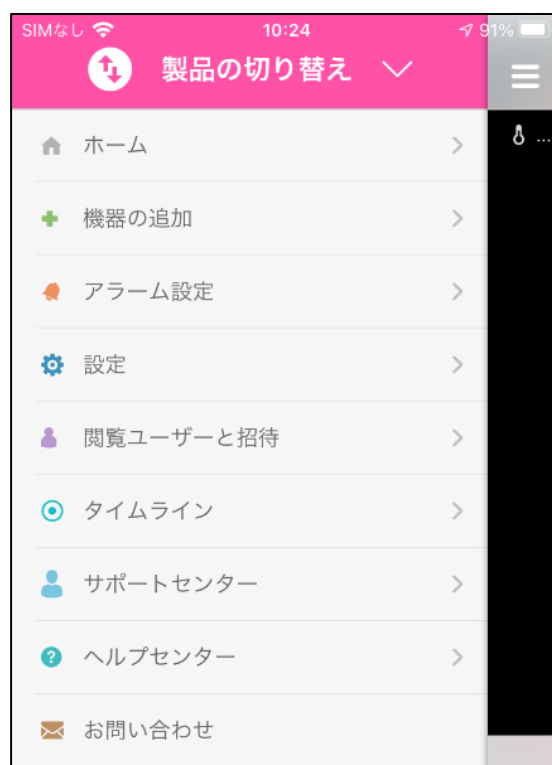 SIMなし 10:24 91%
製品の切り替え
ホーム
...
機器の追加
アラーム設定
設定
閲覧ユーザーと招待
タイムライン
サポートセンター
ヘルプセンター
お問い合わせ